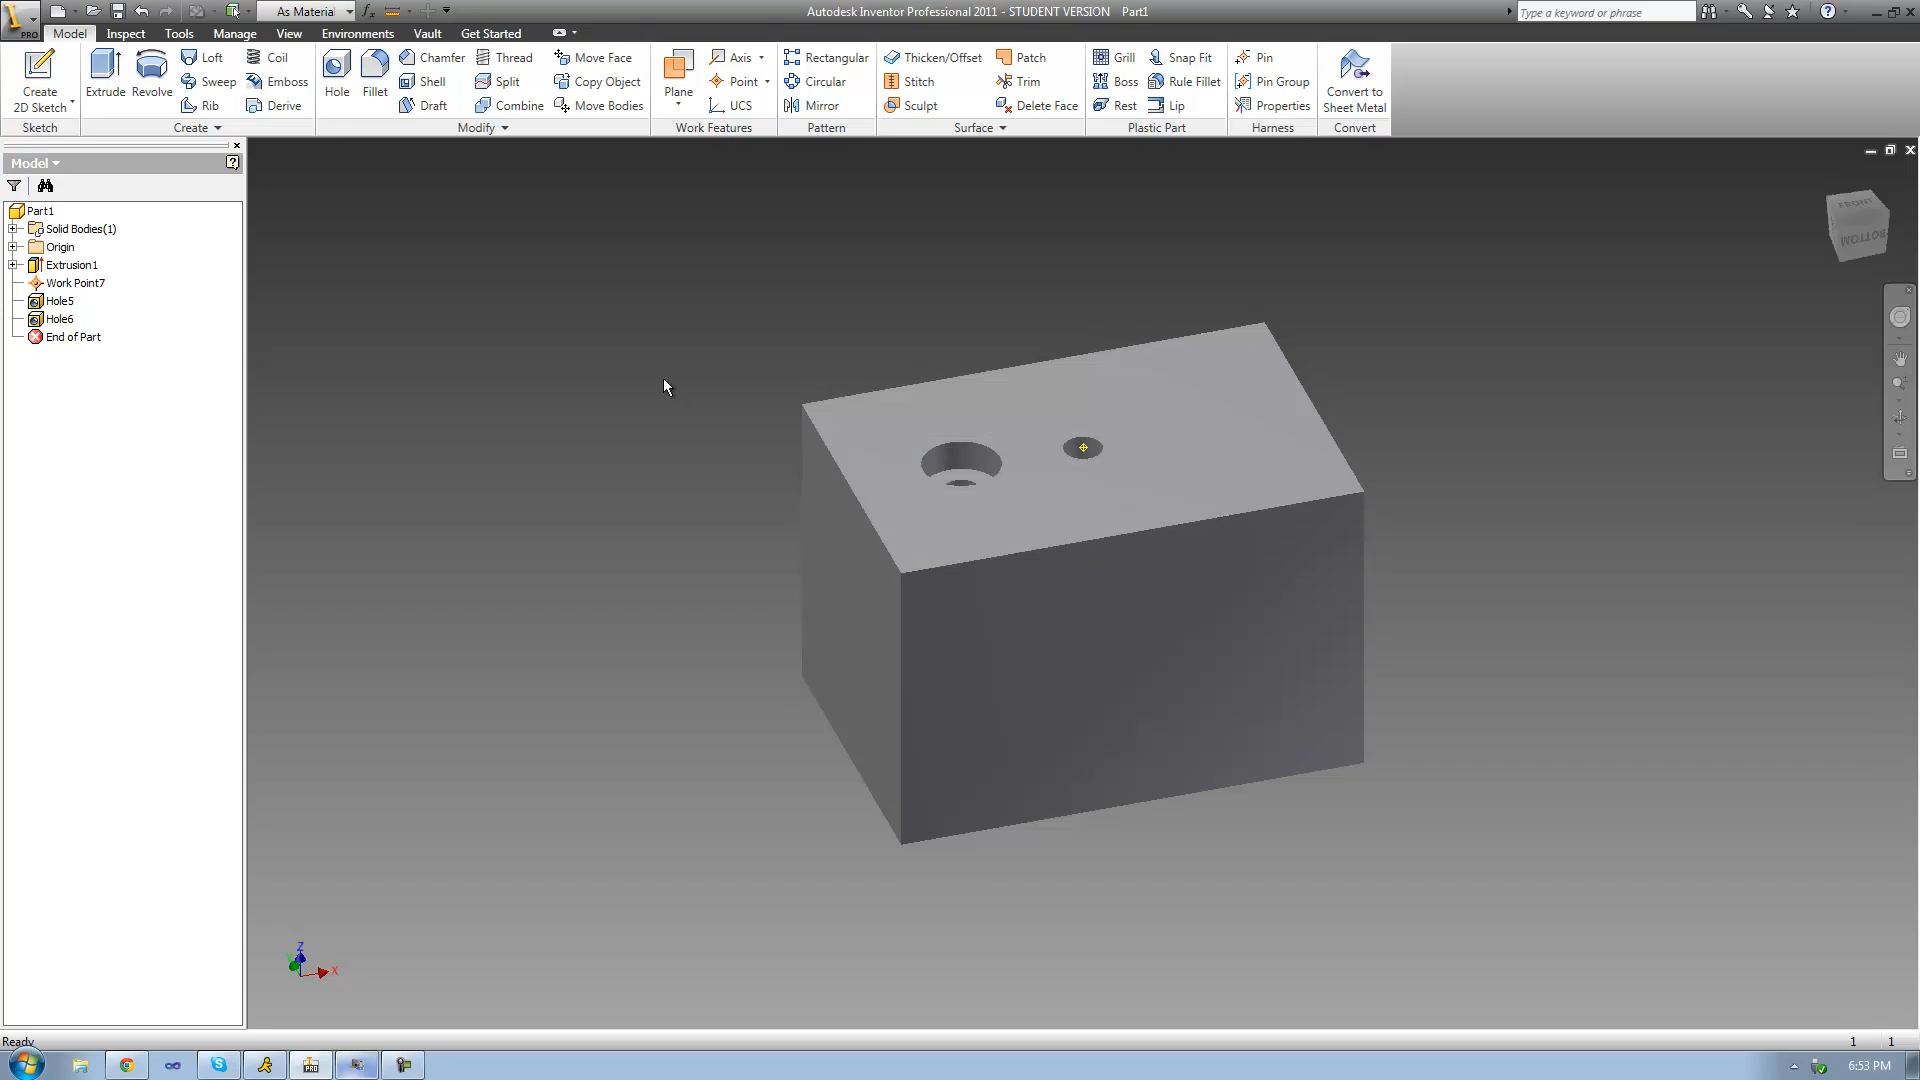 As Material
Autodesk Inventor Professional 2011 - STUDENT VERSION Part1
Type a keyword or phrase
PRO
Model Inspect Tools Manage View Environments Vault Get Started
Create
2D Sketch
Sketch
Extrude Revolve
Loft
Sweep
Rib
Coil
Emboss
Derive
Create
Hole Fillet
Chamfer
Shell
Draft
Thread
Split
Combine
Move Face
Copy Object
Move Bodies
Modify
Plane
Axis
Point
UCS
Work Features
Rectangular
Circular
Mirror
Pattern
Thicken/Offset
Stitch
Sculpt
Patch
Trim
Delete Face
Surface
Grill
Boss
Rest
Snap Fit
Rule Fillet
Lip
Plastic Part
Pin
Pin Group
Properties
Harness
Convert to
Sheet Metal
Convert
Model
Part1
Solid Bodies(1)
Origin
Extrusion1
Work Point7
Hole5
Hole6
End of Part
FRONT
BOTTOM
Z
X
Ready
1 1
PRO
6:53 PM